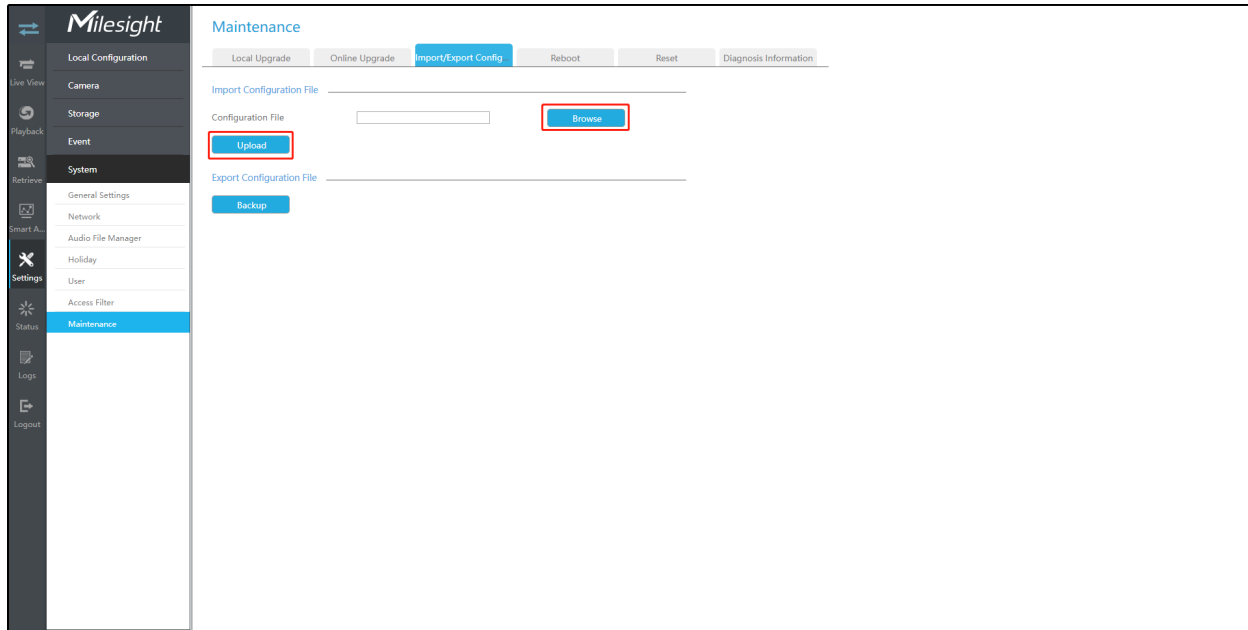 Milesight
Live View
Playback
Retrieve
Smart A...
Settings
Status
Logs
Logout
Local Configuration
Camera
Storage
Event
System
General Settings
Network
Audio File Manager
Holiday
User
Access Filter
Maintenance
Maintenance
Local Upgrade Online Upgrade Import/Export Config... Reboot Reset Diagnosis Information
Import Configuration File
Configuration File Browse
Upload
Export Configuration File
Backup